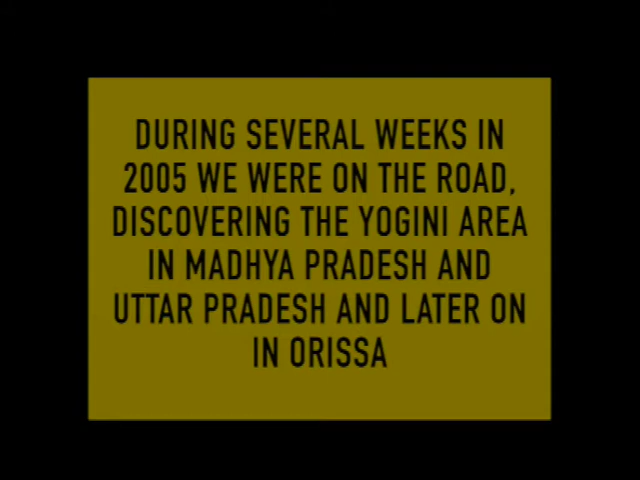 DURING SEVERAL WEEKS IN
2005 WE WERE ON THE ROAD,
DISCOVERING THE YOGINI AREA
IN MADHYA PRADESH AND
UTTAR PRADESH AND LATER ON
IN ORISSA